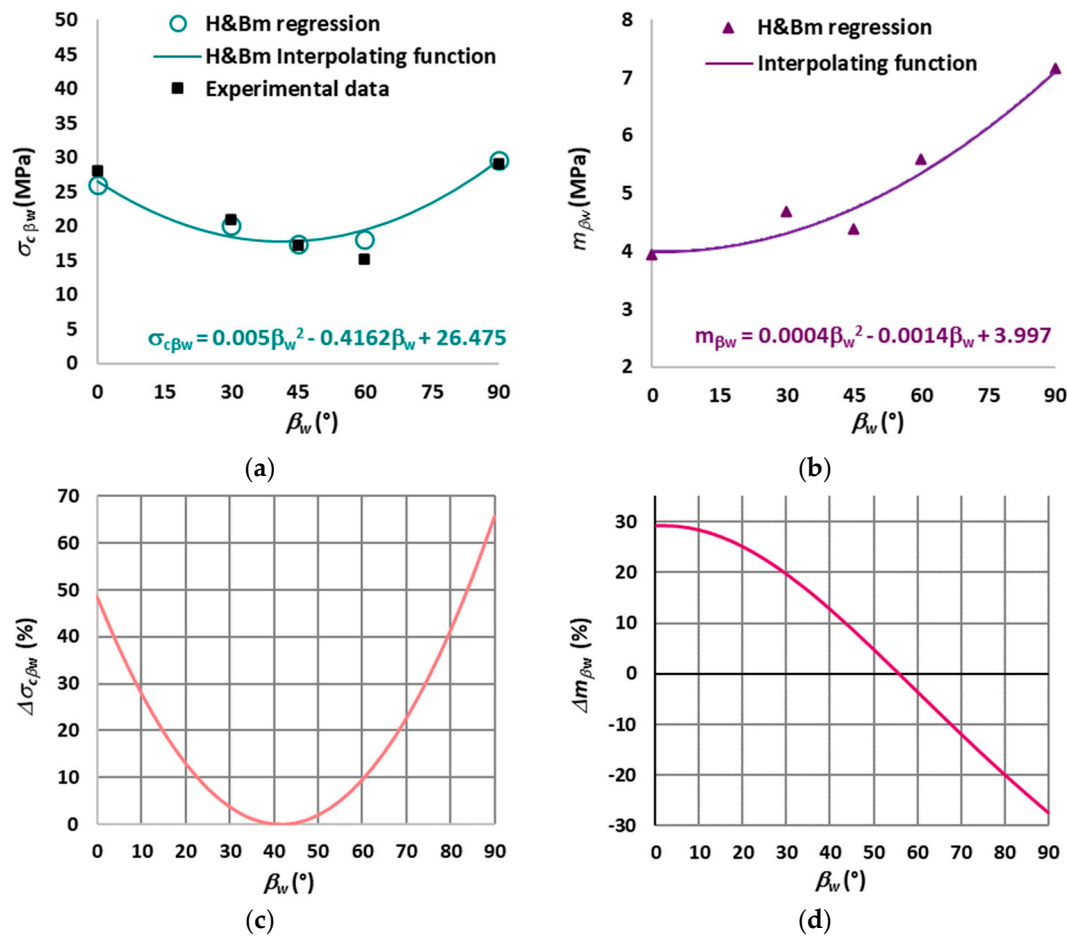 H&Bm regression
H&Bm Interpolating function
Experimental data
50
45
40
35
30
25
20
15
10
5
0
σcβw (MPa)
σcβw = 0.005βw² - 0.4162βw + 26.475
0 15 30 45 60 75 90
βw (°)
(a)
H&Bm regression
Interpolating function
8
7
6
5
4
3
2
mβw (MPa)
mβw = 0.0004βw² - 0.0014βw + 3.997
0 15 30 45 60 75 90
βw (°)
(b)
70
60
50
40
30
20
10
0
Δσcβw (%)
0 10 20 30 40 50 60 70 80 90
βw (°)
(c)
30
20
10
0
-10
-20
-30
Δmβw (%)
0 10 20 30 40 50 60 70 80 90
βw (°)
(d)